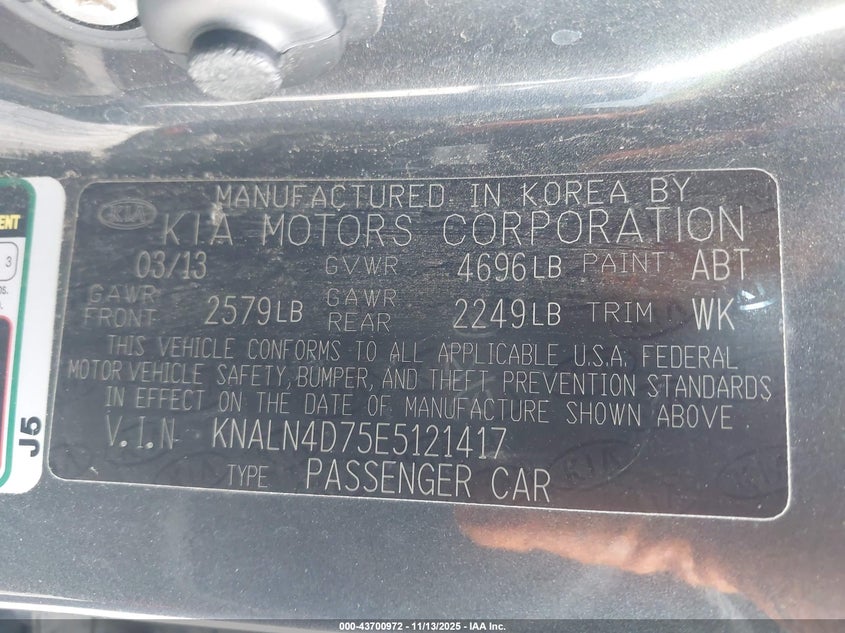 MANUFACTURED IN KOREA BY
KIA
KIA MOTORS CORPORATION
03/13 GVWR 4696LB PAINT ABT
GAWR FRONT 2579LB GAWR REAR 2249LB TRIM WK
THIS VEHICLE CONFORMS TO ALL APPLICABLE U.S.A. FEDERAL
MOTOR VEHICLE SAFETY, BUMPER, AND THEFT PREVENTION STANDARDS
IN EFFECT ON THE DATE OF MANUFACTURE SHOWN ABOVE
V.I.N KNALN4D75E5121417
TYPE PASSENGER CAR
ENT
3
J5
000-43700972 - 11/13/2025 - IAA Inc.